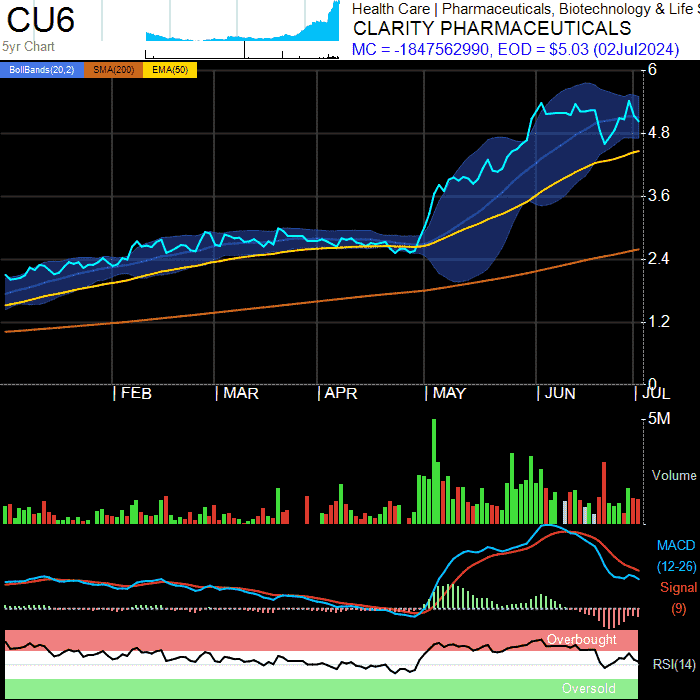 CU6
5yr Chart
Health Care | Pharmaceuticals, Biotechnology & Life S
CLARITY PHARMACEUTICALS
MC = -1847562990, EOD = $5.03 (02Jul2024)
BollBands(20,2) SMA(200) EMA(50)
6
4.8
3.6
2.4
1.2
0
FEB MAR APR MAY JUN JUL
5M
Volume
MACD
(12-26)
Signal
(9)
Overbought
RSI(14)
Oversold